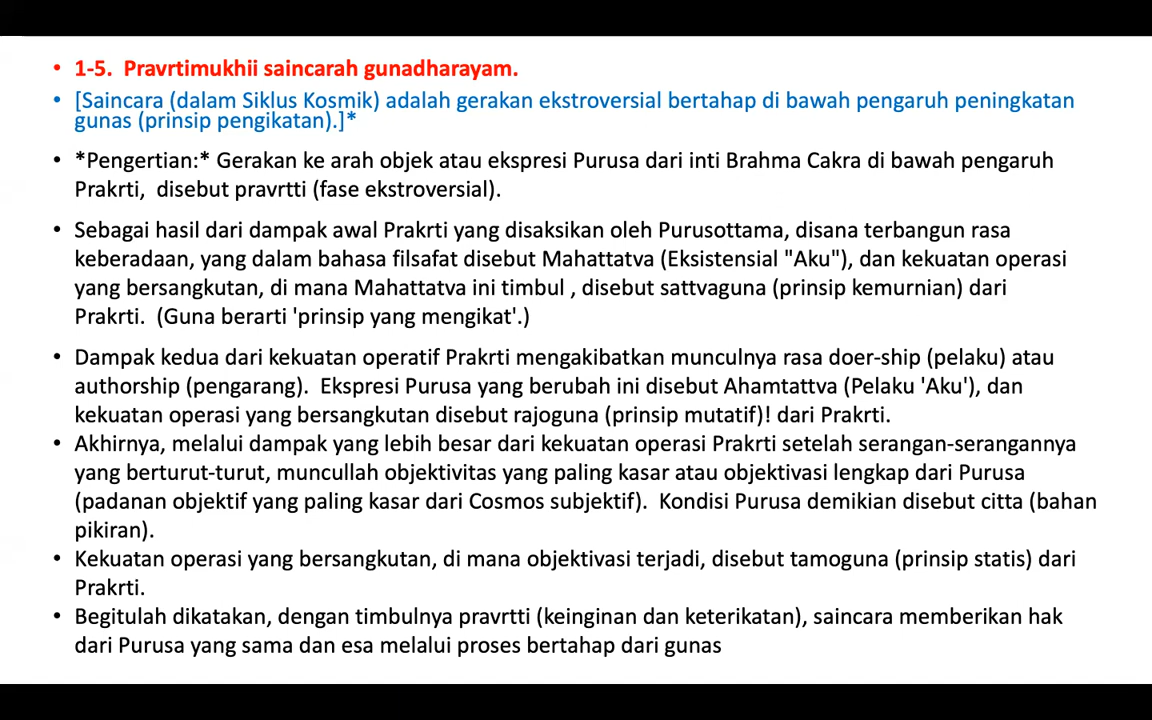 • 1-5. Pravrtimukhii saincarah gunadharayam.
• [Saincara (dalam Siklus Kosmik) adalah gerakan ekstroversial bertahap di bawah pengaruh peningkatan
gunas (prinsip pengikatan).]*
• *Pengertian:* Gerakan ke arah objek atau ekspresi Purusa dari inti Brahma Cakra di bawah pengaruh
Prakrti, disebut pravrtti (fase ekstroversial).
• Sebagai hasil dari dampak awal Prakrti yang disaksikan oleh Purusottama, disana terbangun rasa
keberadaan, yang dalam bahasa filsafat disebut Mahattatva (Eksistensial "Aku"), dan kekuatan operasi
yang bersangkutan, di mana Mahattatva ini timbul , disebut sattvaguna (prinsip kemurnian) dari
Prakrti. (Guna berarti 'prinsip yang mengikat'.)
• Dampak kedua dari kekuatan operatif Prakrti mengakibatkan munculnya rasa doer-ship (pelaku) atau
authorship (pengarang). Ekspresi Purusa yang berubah ini disebut Ahamtattva (Pelaku 'Aku'), dan
kekuatan operasi yang bersangkutan disebut rajoguna (prinsip mutatif)! dari Prakrti.
• Akhirnya, melalui dampak yang lebih besar dari kekuatan operasi Prakrti setelah serangan-serangannya
yang berturut-turut, muncullah objektivitas yang paling kasar atau objektivasi lengkap dari Purusa
(padanan objektif yang paling kasar dari Cosmos subjektif). Kondisi Purusa demikian disebut citta (bahan
pikiran).
• Kekuatan operasi yang bersangkutan, di mana objektivasi terjadi, disebut tamoguna (prinsip statis) dari
Prakrti.
• Begitulah dikatakan, dengan timbulnya pravrtti (keinginan dan keterikatan), saincara memberikan hak
dari Purusa yang sama dan esa melalui proses bertahap dari gunas